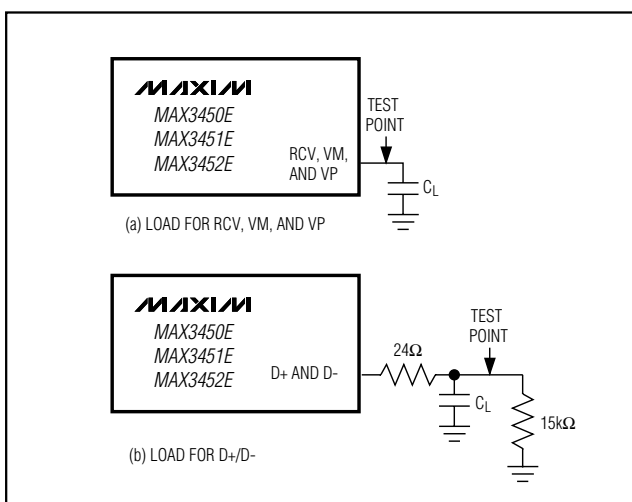 MAXIM
MAX3450E
MAX3451E
MAX3452E
RCV, VM,
AND VP
TEST
POINT
CL
(a) LOAD FOR RCV, VM, AND VP
MAXIM
MAX3450E
MAX3451E
MAX3452E
D+ AND D-
24Ω
TEST
POINT
CL
15kΩ
(b) LOAD FOR D+/D-